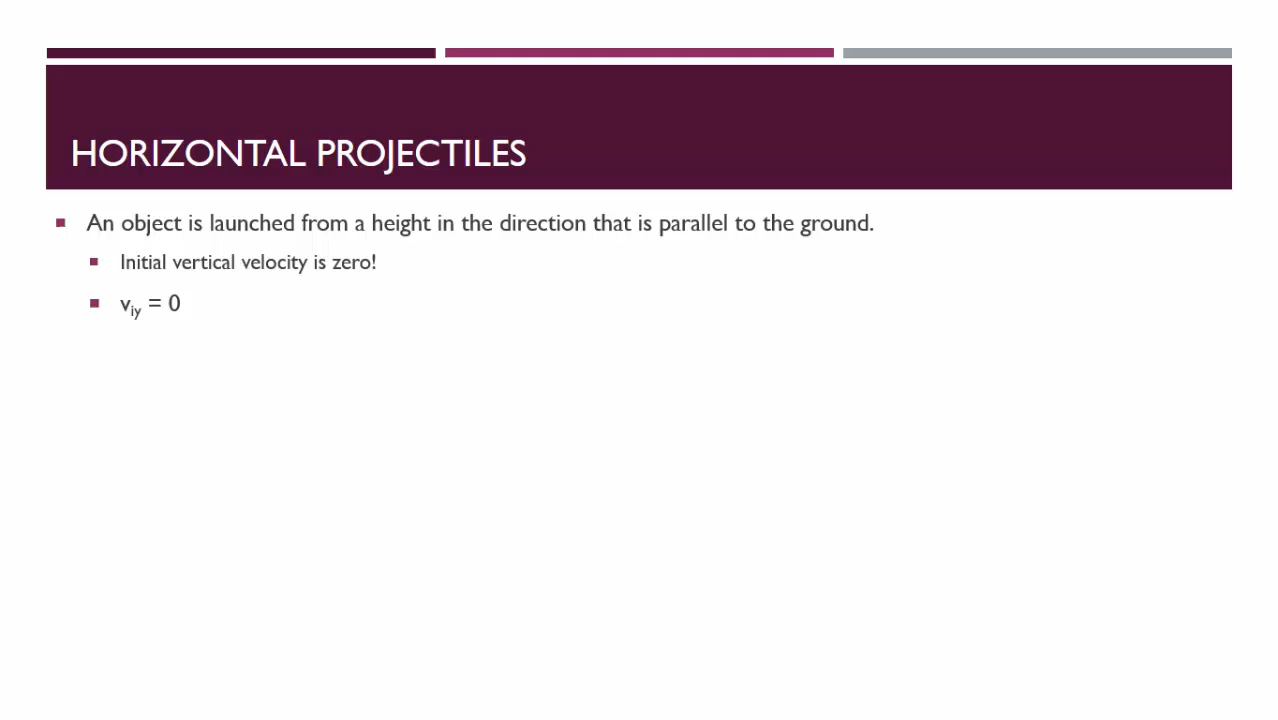 HORIZONTAL PROJECTILES
An object is launched from a height in the direction that is parallel to the ground.
Initial vertical velocity is zero!
viy = 0